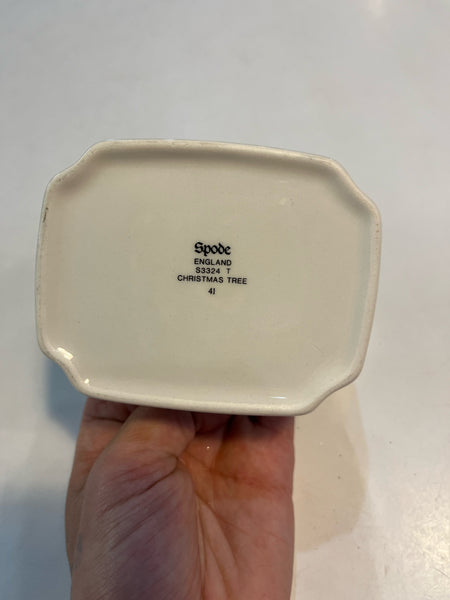 Spode
ENGLAND
S3324 T
CHRISTMAS TREE
41